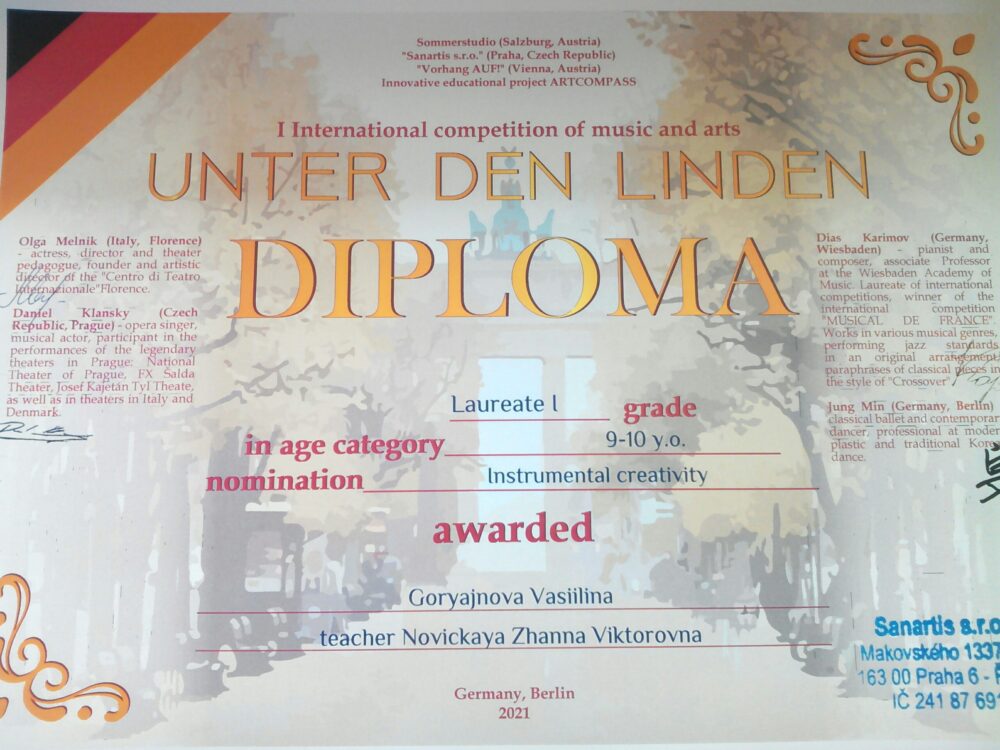 Sommerstudio (Salzburg, Austria)
"Sanartis s.r.o." (Praha, Czech Republic)
"Vorhang AUF!" (Vienna, Austria)
Innovative educational project ARTCOMPASS
I International competition of music and arts
UNTER DEN LINDEN
DIPLOMA
Olga Melnik (Italy, Florence)
- actress, director and theater
pedagogue, founder and artistic
director of the "Centro di Teatro
Internazionale"Florence.
Daniel Klansky (Czech
Republic, Prague) - opera singer,
musical actor, participant in the
performances of the legendary
theaters in Prague: National
Theater of Prague, FX Salda
Theater, Josef Kajetán Tyl Theate,
as well as in theaters in Italy and
Denmark.
Dias Karimov (Germany,
Wiesbaden) - pianist and
composer, associate Professor
at the Wiesbaden Academy of
Music. Laureate of international
competitions, winner of the
international competition
"MUSICAL DE FRANCE".
Works in various musical genres,
performing jazz standards
in an original arrangement,
paraphrases of classical pieces in
the style of "Crossover"
Jung Min (Germany, Berlin)
classical ballet and contemporar
dancer, professional at moder
plastic and traditional Kore
dance.
Laureate I grade
in age category 9-10 y.o.
nomination Instrumental creativity
awarded
Goryajnova Vasiilina
teacher Novickaya Zhanna Viktorovna
Germany, Berlin
2021
Sanartis s.r.o
Makovského 1337
163 00 Praha 6 -
IČ 241 87 69